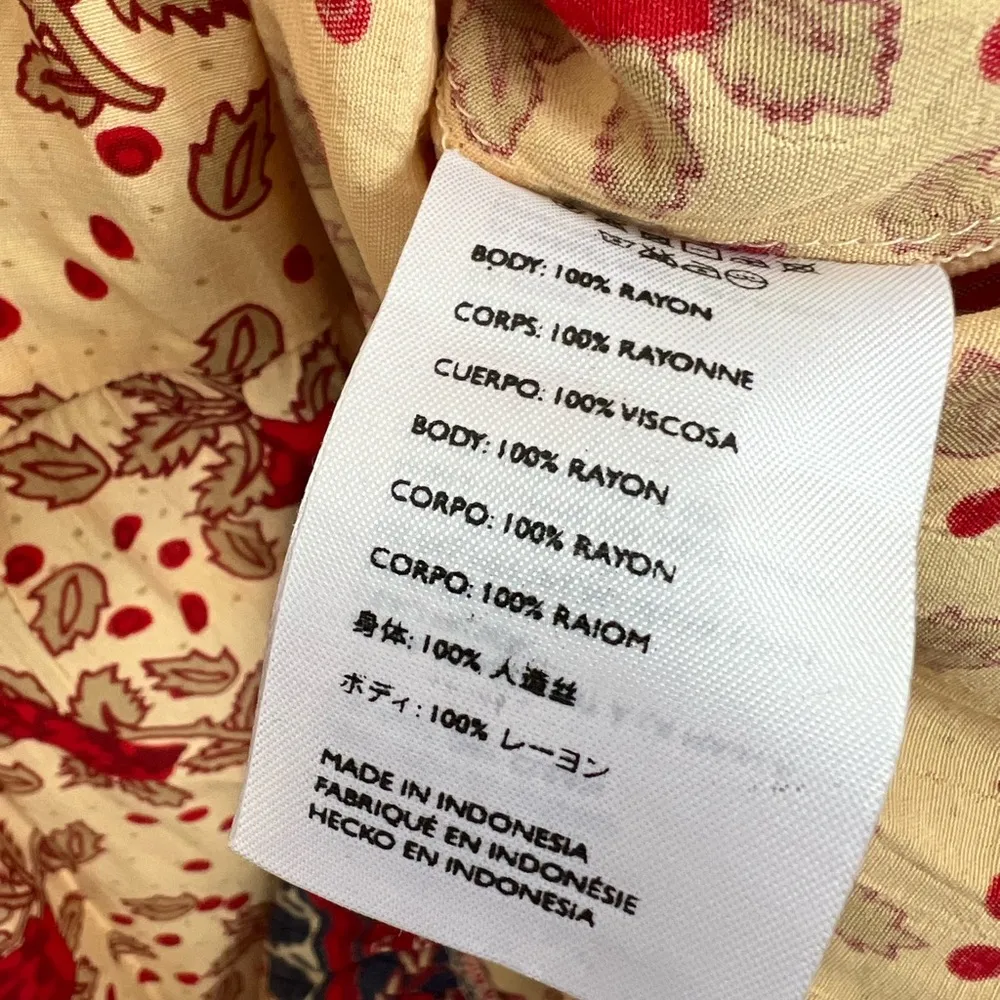 BODY: 100% RAYON
CORPS: 100% RAYONNE
CUERPO: 100% VISCOSA
BODY: 100% RAYON
CORPO: 100% RAYON
CORPO: 100% RAIOM
身体: 100% 人造丝
ボディ: 100% レーヨン
MADE IN INDONESIA
FABRIQUÉ EN INDONÉSIE
HECKO EN INDONESIA